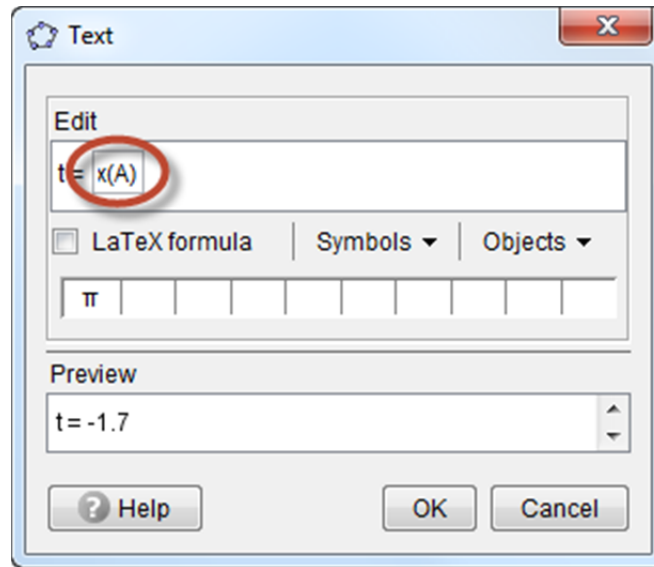 Text
Edit
t = x(A)
LaTeX formula Symbols Objects
π
Preview
t = -1.7
? Help OK Cancel